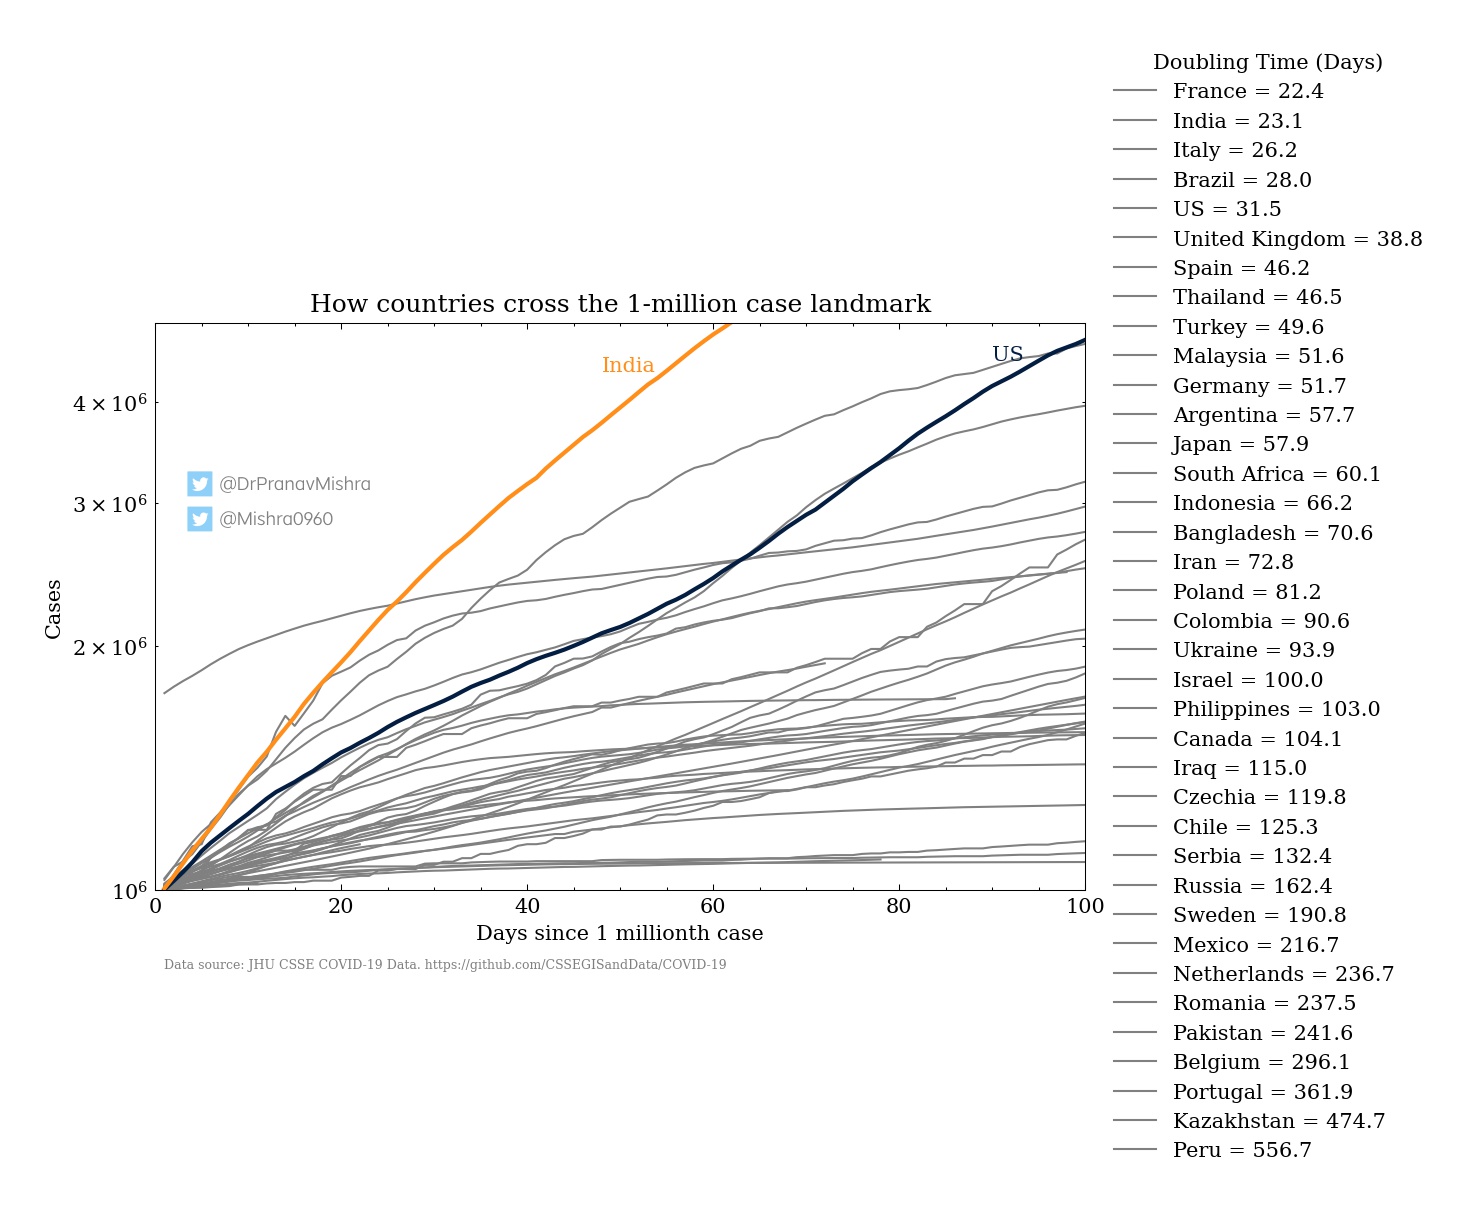 Doubling Time (Days)
France = 22.4
India = 23.1
Italy = 26.2
Brazil = 28.0
US = 31.5
United Kingdom = 38.8
Spain = 46.2
Thailand = 46.5
Turkey = 49.6
Malaysia = 51.6
Germany = 51.7
Argentina = 57.7
Japan = 57.9
South Africa = 60.1
Indonesia = 66.2
Bangladesh = 70.6
Iran = 72.8
Poland = 81.2
Colombia = 90.6
Ukraine = 93.9
Israel = 100.0
Philippines = 103.0
Canada = 104.1
Iraq = 115.0
Czechia = 119.8
Chile = 125.3
Serbia = 132.4
Russia = 162.4
Sweden = 190.8
Mexico = 216.7
Netherlands = 236.7
Romania = 237.5
Pakistan = 241.6
Belgium = 296.1
Portugal = 361.9
Kazakhstan = 474.7
Peru = 556.7
How countries cross the 1-million case landmark
India
US
4 × 10⁶
3 × 10⁶
2 × 10⁶
10⁶
@DrPranavMishra
@Mishra0960
Cases
0 20 40 60 80 100
Days since 1 millionth case
Data source: JHU CSSE COVID-19 Data. https://github.com/CSSEGISandData/COVID-19